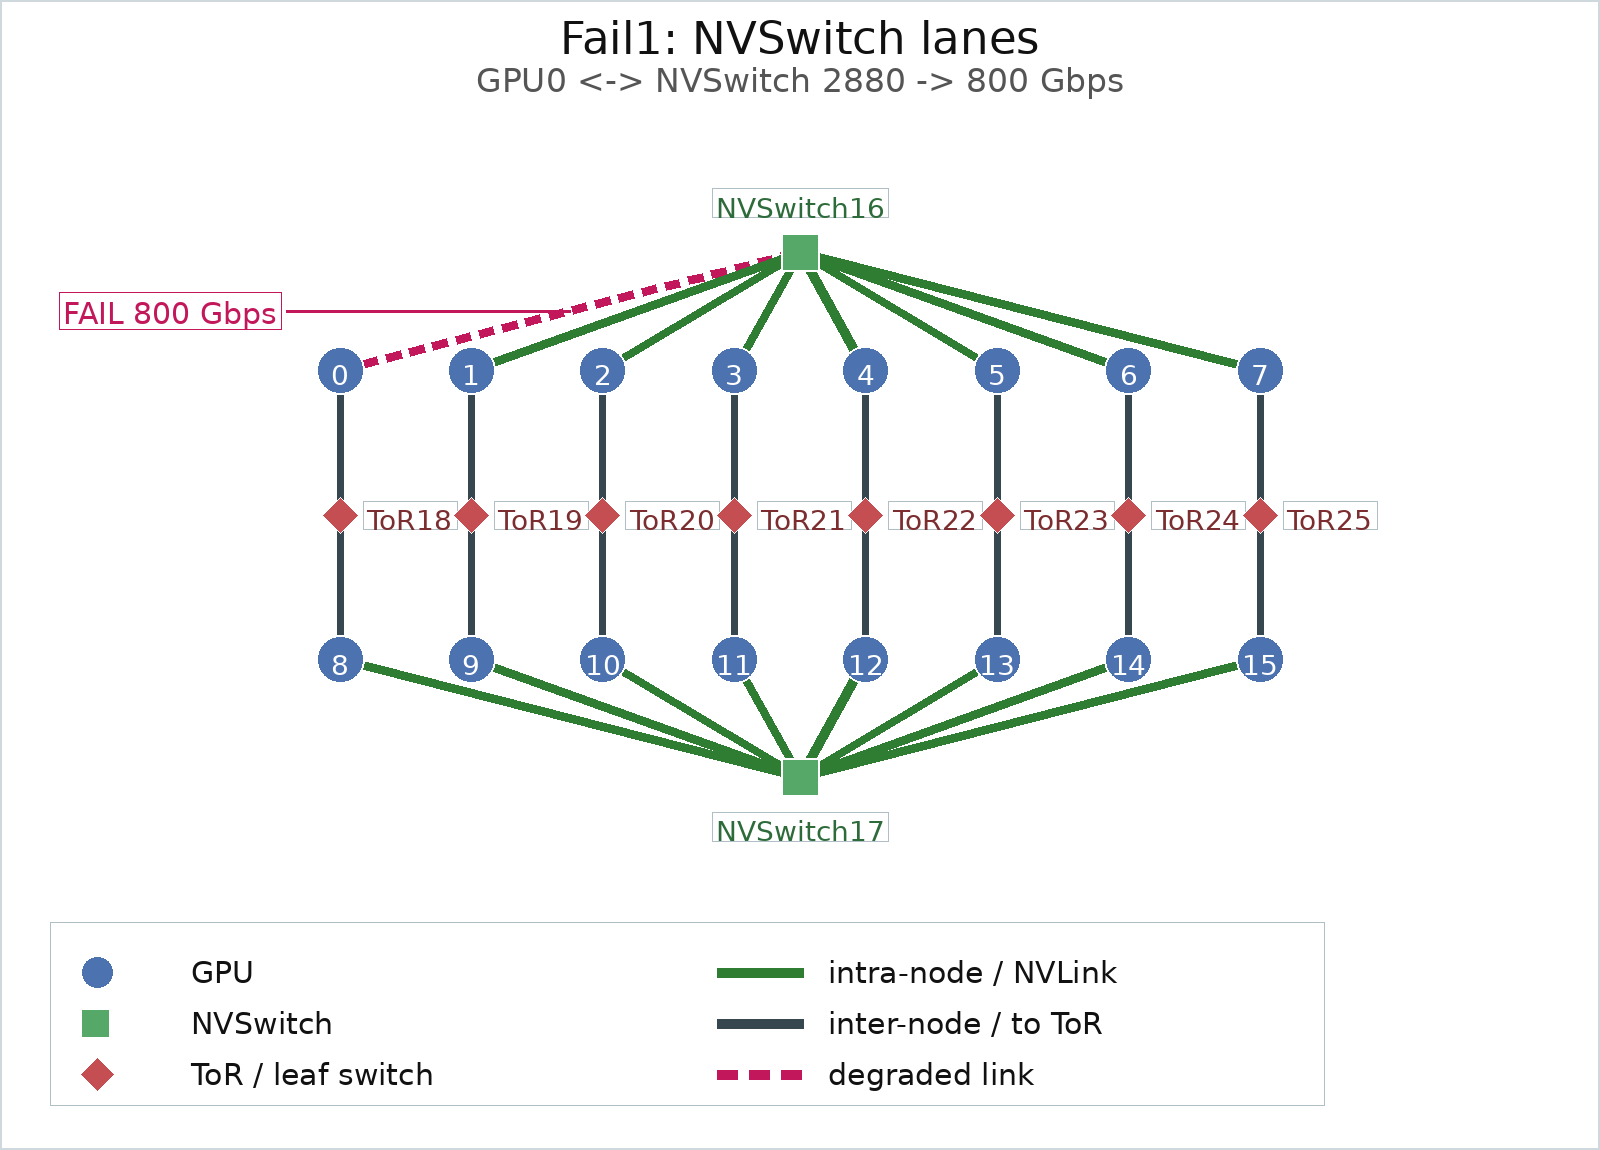 Fail1: NVSwitch lanes
GPU0 <-> NVSwitch 2880 -> 800 Gbps
NVSwitch16
FAIL 800 Gbps
0 1 2 3 4 5 6 7
ToR18 ToR19 ToR20 ToR21 ToR22 ToR23 ToR24 ToR25
8 9 10 11 12 13 14 15
NVSwitch17
GPU
NVSwitch
ToR / leaf switch
intra-node / NVLink
inter-node / to ToR
degraded link